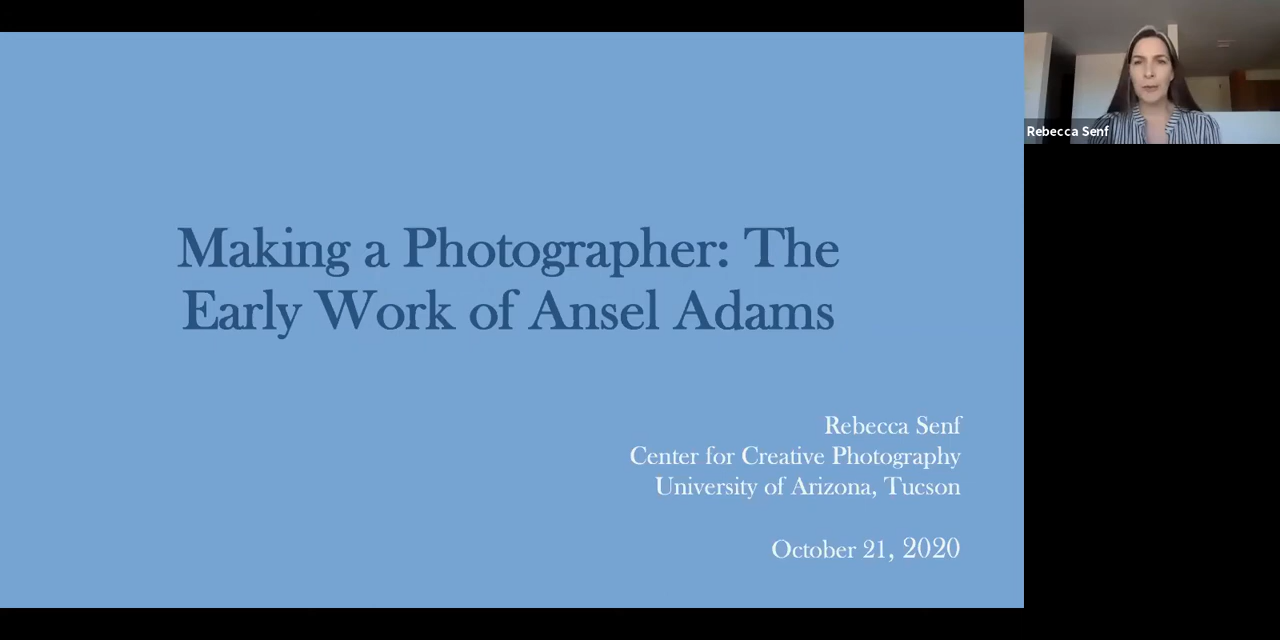 Making a Photographer: The
Early Work of Ansel Adams
Rebecca Senf
Center for Creative Photography
University of Arizona, Tucson
October 21, 2020
Rebecca Senf